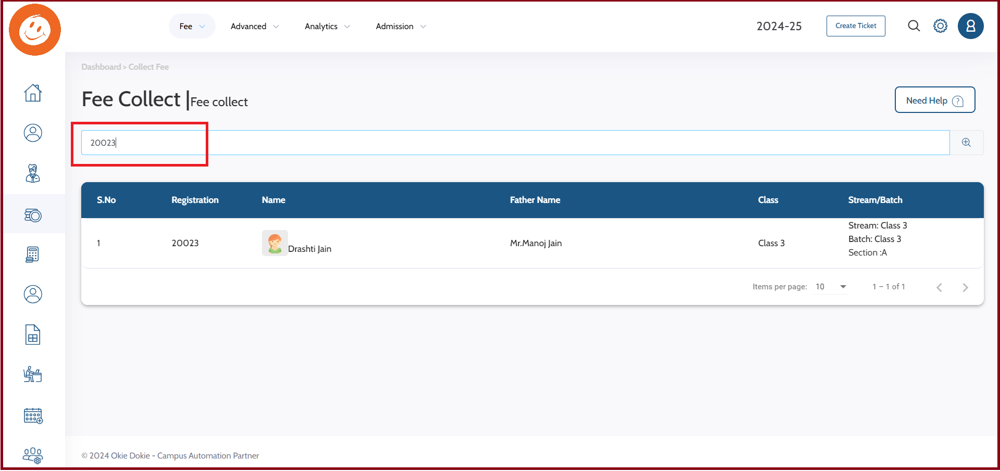 Fee Advanced Analytics Admission 2024-25 Create Ticket
Dashboard > Collect Fee
Fee Collect |Fee collect
Need Help ?
20023
S.No Registration Name Father Name Class Stream/Batch
1 20023 Drashti Jain Mr.Manoj Jain Class 3 Stream: Class 3
Batch: Class 3
Section :A
Items per page: 10 1 – 1 of 1
© 2024 Okie Dokie - Campus Automation Partner